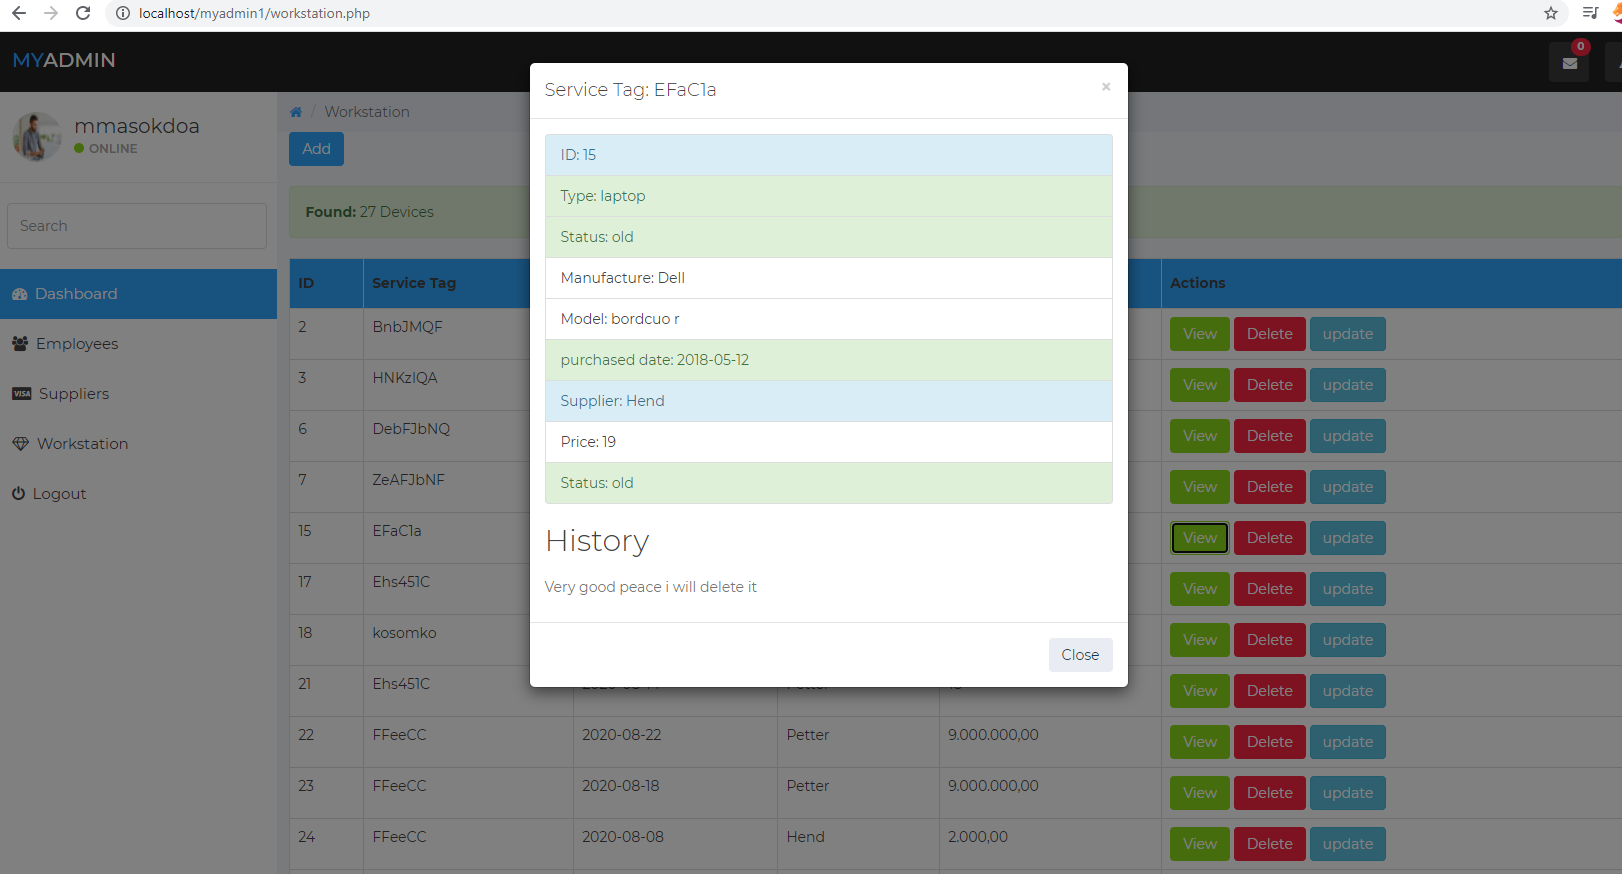 localhost/myadmin1/workstation.php
MYADMIN
0
mmasokdoa
ONLINE
Search
Dashboard
Employees
Suppliers
VISA
Workstation
Logout
/ Workstation
Add
Found: 27 Devices
ID Service Tag Actions
2 BnbJMQF View Delete update
3 HNKzIQA View Delete update
6 DebFJbNQ View Delete update
7 ZeAFJbNF View Delete update
15 EFaC1a View Delete update
17 Ehs451C View Delete update
18 kosomko View Delete update
21 Ehs451C Petter View Delete update
22 FFeeCC 2020-08-22 Petter 9.000.000,00 View Delete update
23 FFeeCC 2020-08-18 Petter 9.000.000,00 View Delete update
24 FFeeCC 2020-08-08 Hend 2.000,00 View Delete update
Service Tag: EFaC1a
×
ID: 15
Type: laptop
Status: old
Manufacture: Dell
Model: bordcuo r
purchased date: 2018-05-12
Supplier: Hend
Price: 19
Status: old
History
Very good peace i will delete it
Close